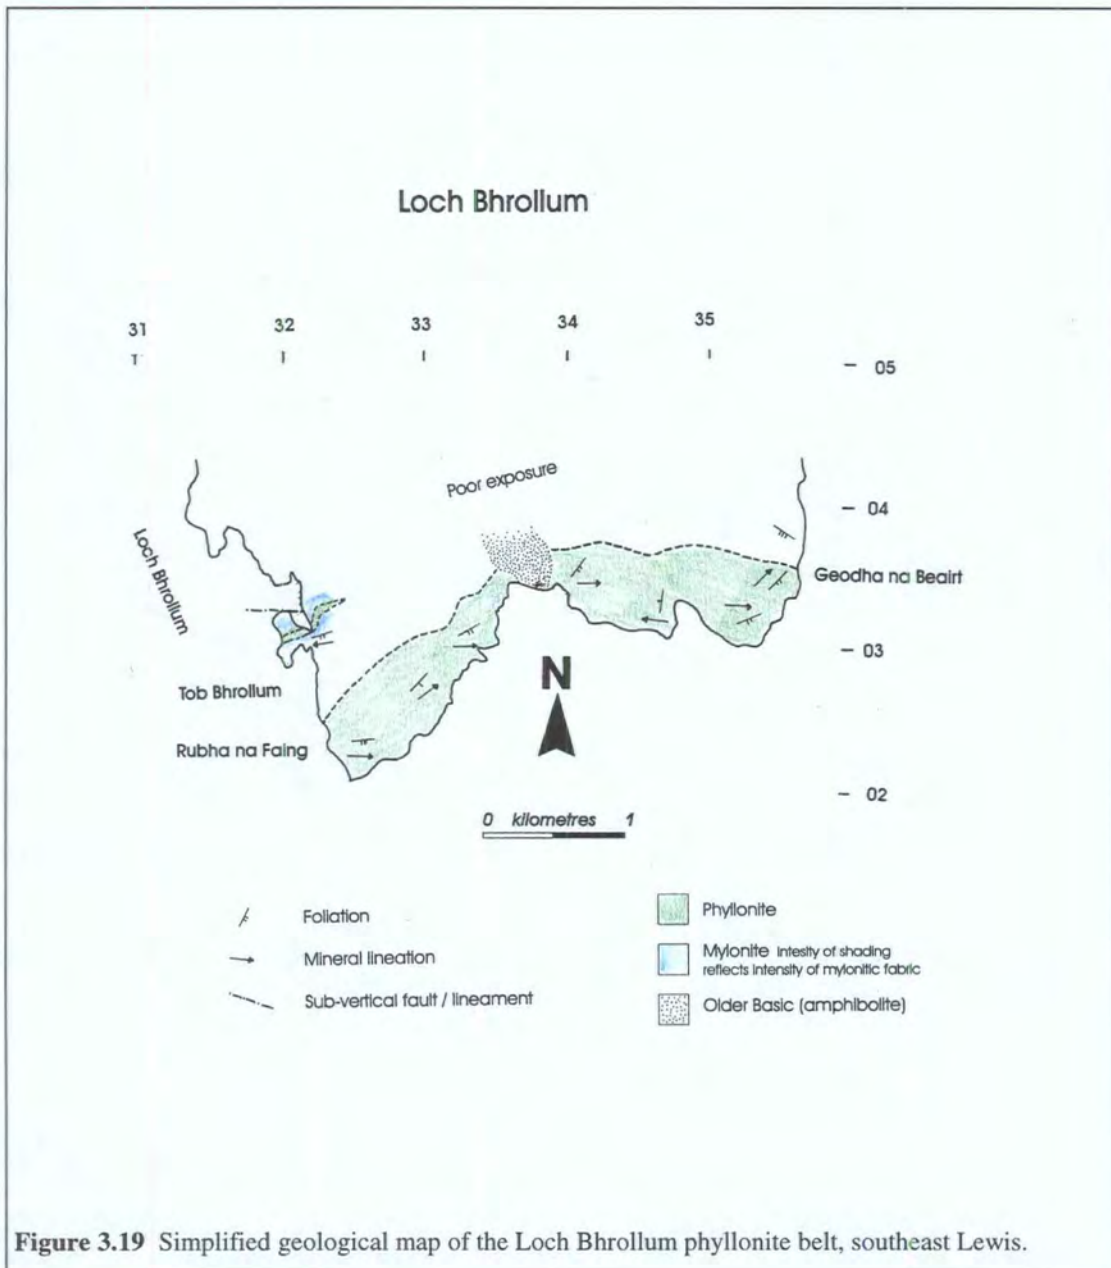 Loch Bhrollum
31 32 33 34 35
05
Poor exposure
04
Loch Bhrollum
Geodha na Beairt
03
Tob Bhrollum
N
Rubha na Faing
02
0 kilometres 1
Foliation
Mineral lineation
Sub-vertical fault / lineament
Phyllonite
Mylonite Intesity of shading
reflects intensity of mylonitic fabric
Older Basic (amphibolite)
Figure 3.19 Simplified geological map of the Loch Bhrollum phyllonite belt, southeast Lewis.